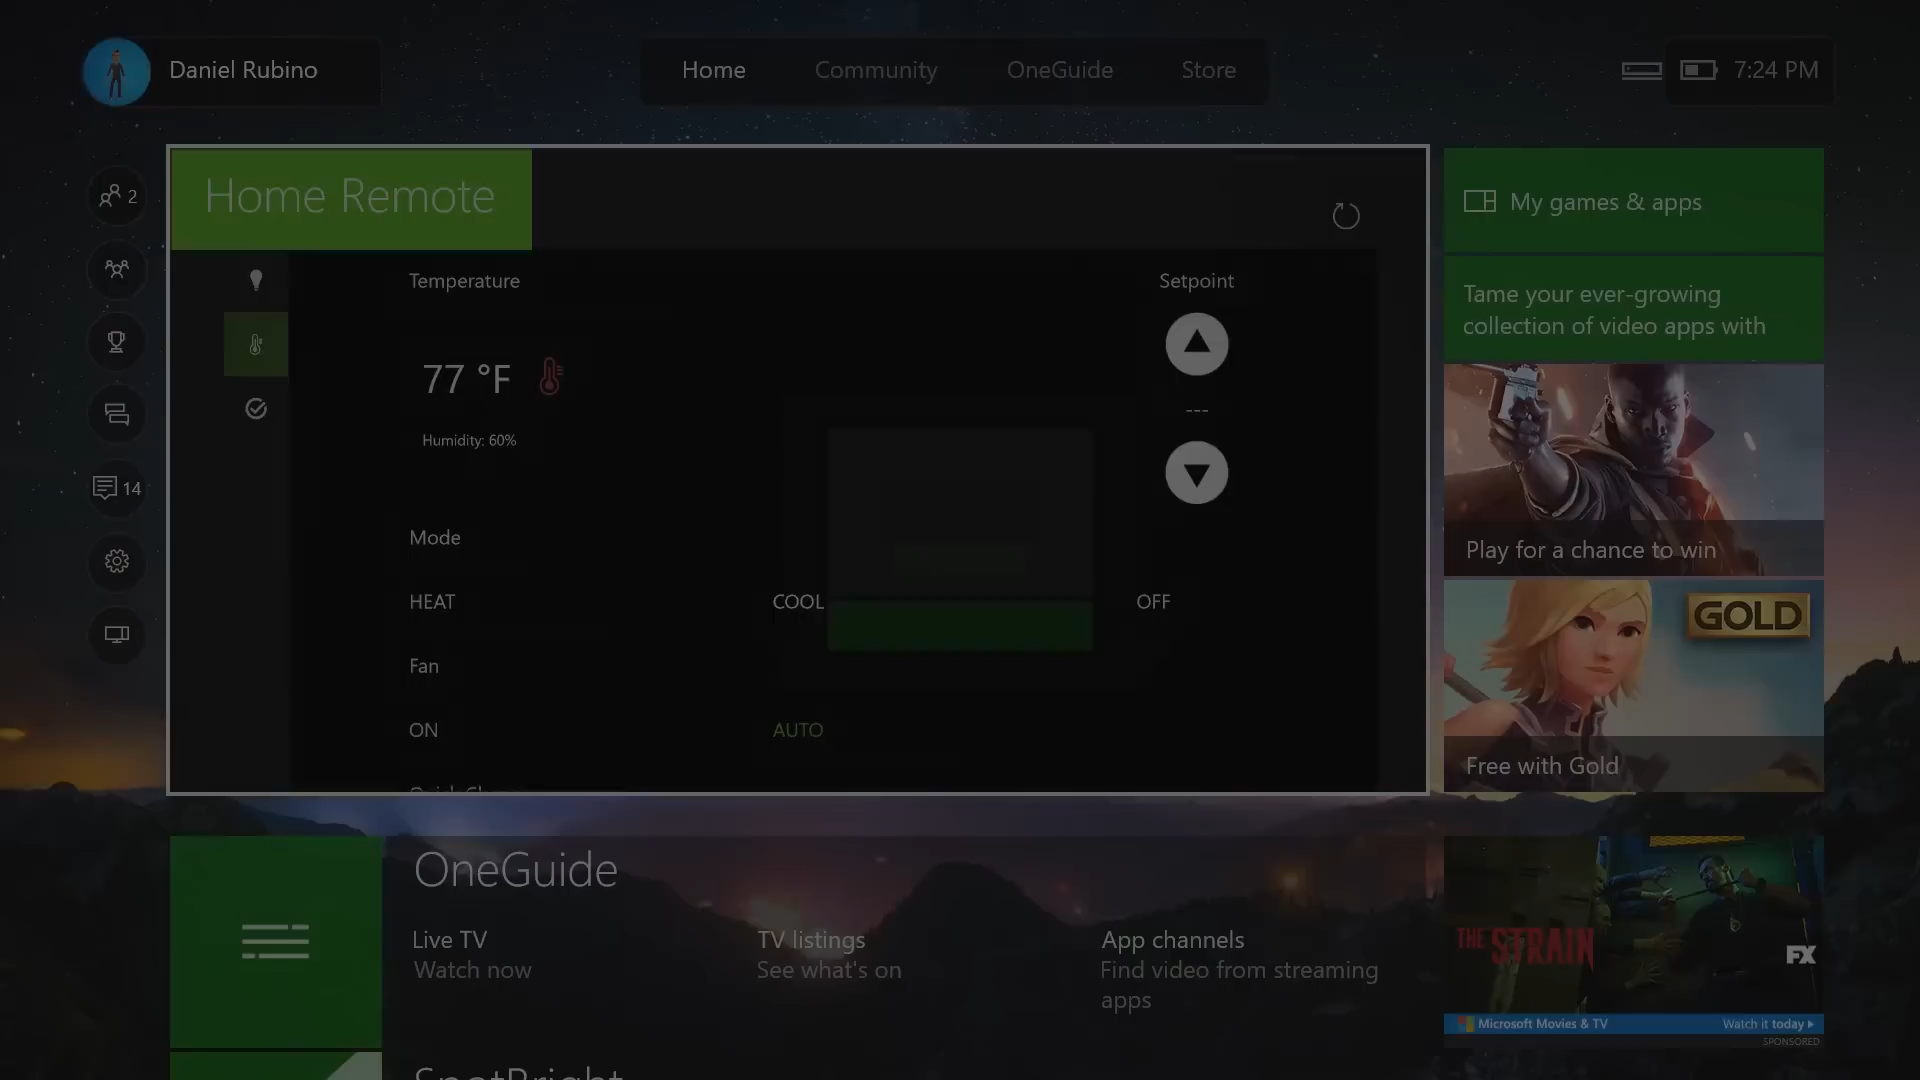 Daniel Rubino
Home
Community
OneGuide
Store
7:24 PM
2
14
Home Remote
Temperature
Setpoint
77 °F
---
Humidity: 60%
Mode
HEAT
COOL
OFF
Fan
ON
AUTO
My games & apps
Tame your ever-growing
collection of video apps with
Play for a chance to win
GOLD
Free with Gold
OneGuide
Live TV
Watch now
TV listings
See what's on
App channels
Find video from streaming
apps
THE STRAIN
FX
Microsoft Movies & TV
Watch it today
SPONSORED